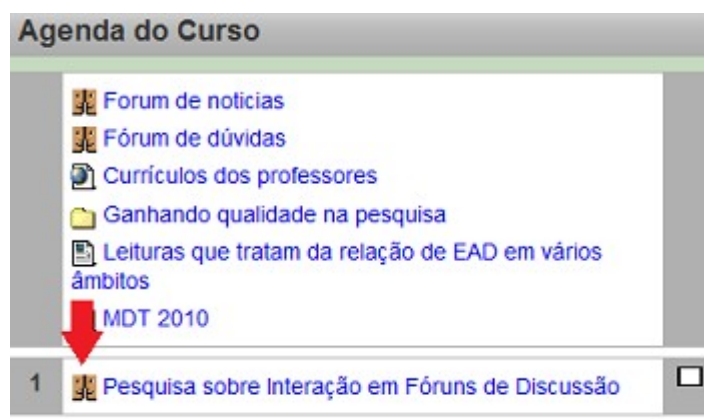 Agenda do Curso
Forum de noticias
Fórum de dúvidas
Currículos dos professores
Ganhando qualidade na pesquisa
Leituras que tratam da relação de EAD em vários
âmbitos
MDT 2010
1 Pesquisa sobre Interação em Fóruns de Discussão